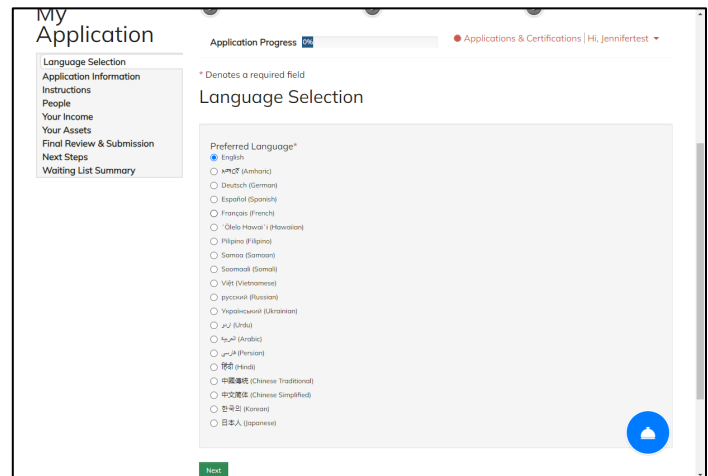 My
Application
Language Selection
Application Information
Instructions
People
Your Income
Your Assets
Final Review & Submission
Next Steps
Waiting List Summary
Application Progress 0%
Applications & Certifications | Hi, Jennifertest
* Denotes a required field
Language Selection
Preferred Language*
English
አማርኛ (Amharic)
Deutsch (German)
Español (Spanish)
Français (French)
`Ōlelo Hawai`i (Hawaiian)
Pilipino (Filipino)
Samoa (Samoan)
Soomaali (Somali)
Việt (Vietnamese)
русский (Russian)
Український (Ukrainian)
اردو (Urdu)
العربية (Arabic)
فارسي (Persian)
हिंदी (Hindi)
中國傳統 (Chinese Traditional)
中文简体 (Chinese Simplified)
한국의 (Korean)
日本人 (Japanese)
Next